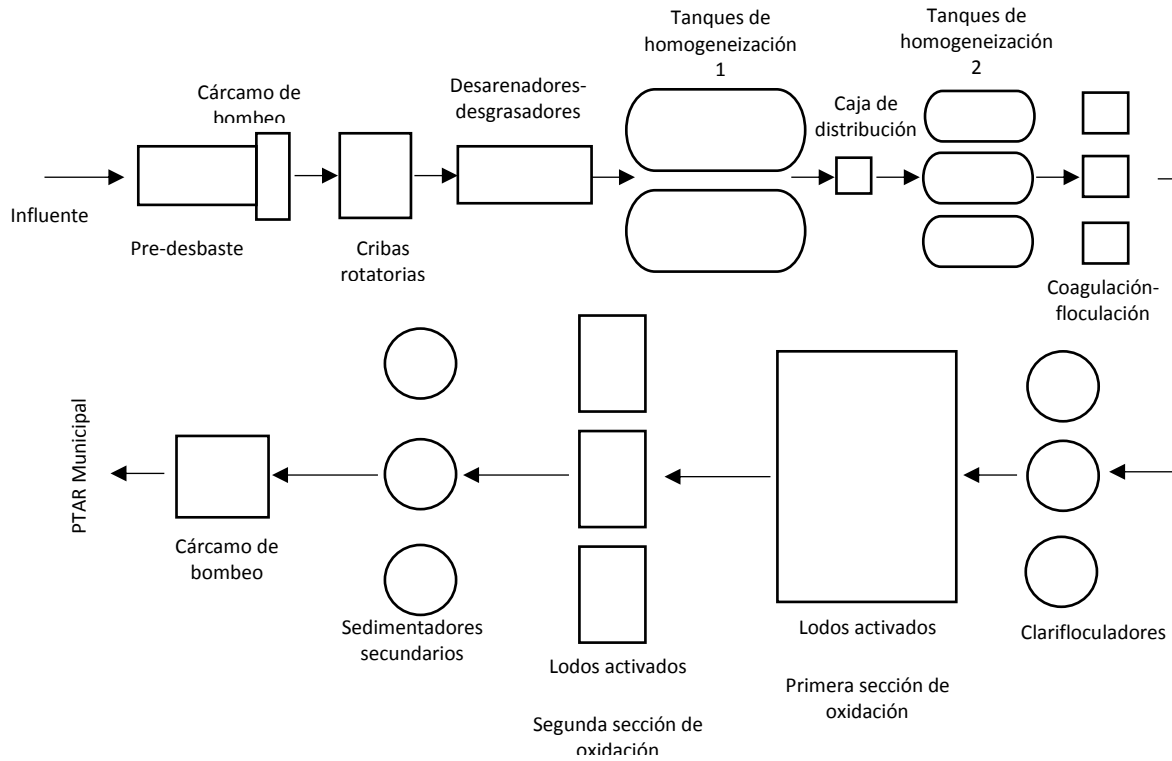 Tanques de
homogeneización
1
Tanques de
homogeneización
2
Cárcamo de
bombeo
Desarenadores-
desgrasadores
Caja de
distribución
Influente
Pre-desbaste
Cribas
rotatorias
Coagulación-
floculación
PTAR Municipal
Cárcamo de
bombeo
Sedimentadores
secundarios
Lodos activados
Segunda sección de
oxidación
Lodos activados
Primera sección de
oxidación
Clarifloculadores